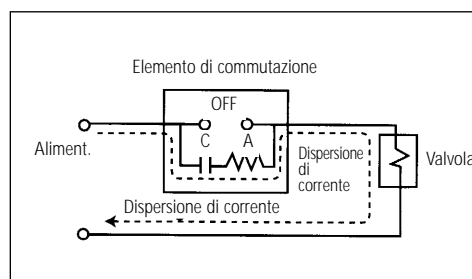 Elemento di commutazione
OFF
C A
Aliment.
Dispersione
di
corrente
Valvola
Dispersione di corrente